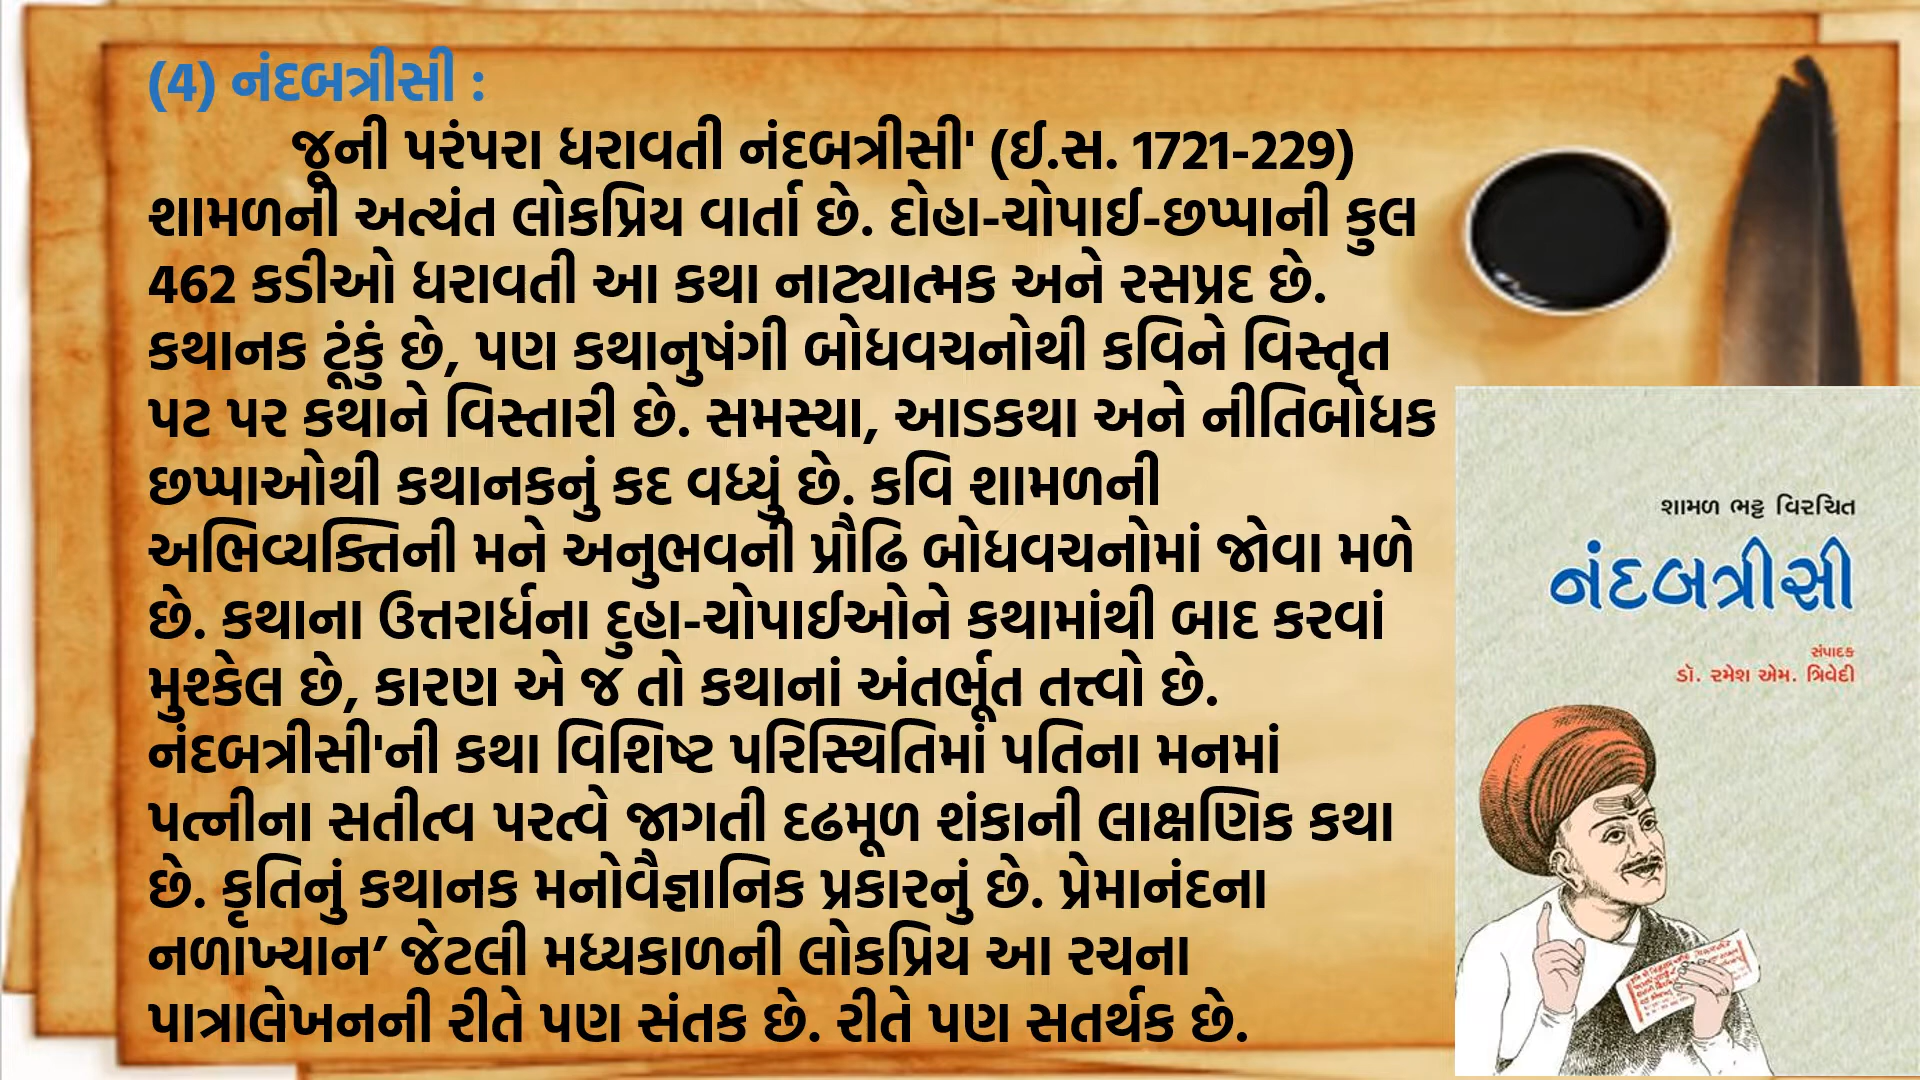 (4) નંદબત્રીસી :
જૂની પરંપરા ધરાવતી નંદબત્રીસી' (ઈ.સ. 1721-229)
શામળની અત્યંત લોકપ્રિય વાર્તા છે. દોહા-ચોપાઈ-છપ્પાની કુલ
462 કડીઓ ધરાવતી આ કથા નાટ્યાત્મક અને રસપ્રદ છે.
કથાનક ટૂંકું છે, પણ કથાનુષંગી બોધવચનોથી કવિને વિસ્તૃત
પટ પર કથાને વિસ્તારી છે. સમસ્યા, આડકથા અને નીતિબોધક
છપ્પાઓથી કથાનકનું કદ વધ્યું છે. કવિ શામળની
અભિવ્યક્તિની મને અનુભવની પ્રૌઢિ બોધવચનોમાં જોવા મળે
છે. કથાના ઉત્તરાર્ધના દુહા-ચોપાઈઓને કથામાંથી બાદ કરવાં
મુશ્કેલ છે, કારણ એ જ તો કથાનાં અંતર્ભૂત તત્ત્વો છે.
નંદબત્રીસી'ની કથા વિશિષ્ટ પરિસ્થિતિમાં પતિના મનમાં
પત્નીના સતીત્વ પરત્વે જાગતી દઢમૂળ શંકાની લાક્ષણિક કથા
છે. કૃતિનું કથાનક મનોવૈજ્ઞાનિક પ્રકારનું છે. પ્રેમાનંદના
નળાખ્યાન’ જેટલી મધ્યકાળની લોકપ્રિય આ રચના
પાત્રાલેખનની રીતે પણ સંતક છે. રીતે પણ સતર્થક છે.
શામળ ભટ્ટ વિરચિત
નંદબત્રીસી
સંપાદક
ડૉ. રમેશ એમ. ત્રિવેદી